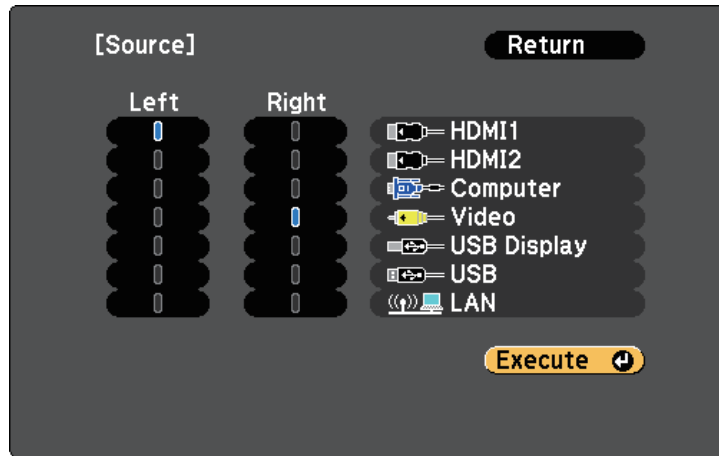 [Source]
Return
Left Right
HDMI1
HDMI2
Computer
Video
USB Display
USB
LAN
Execute